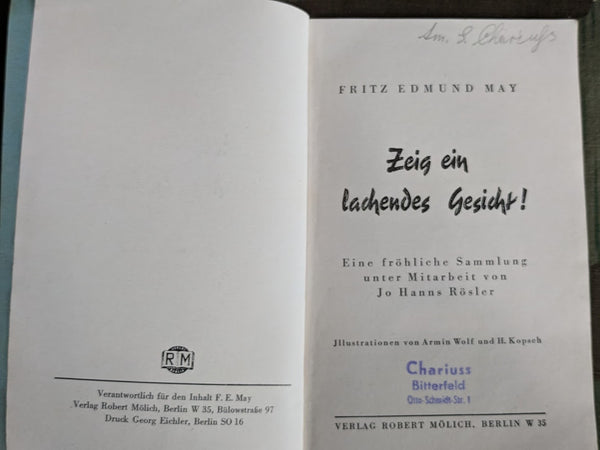 R M
Verantwortlich für den Inhalt F. E. May
Verlag Robert Mölich, Berlin W 35, Bülowstraße 97
Druck Georg Eichler, Berlin SO 16
FRITZ EDMUND MAY
Zeig ein
lachendes Gesicht!
Eine fröhliche Sammlung
unter Mitarbeit von
Jo Hanns Rösler
Jllustrationen von Armin Wolf und H. Kopsch
Chariuss
Bitterfeld
Otto-Schmidt-Str. 1
VERLAG ROBERT MÖLICH, BERLIN W 35